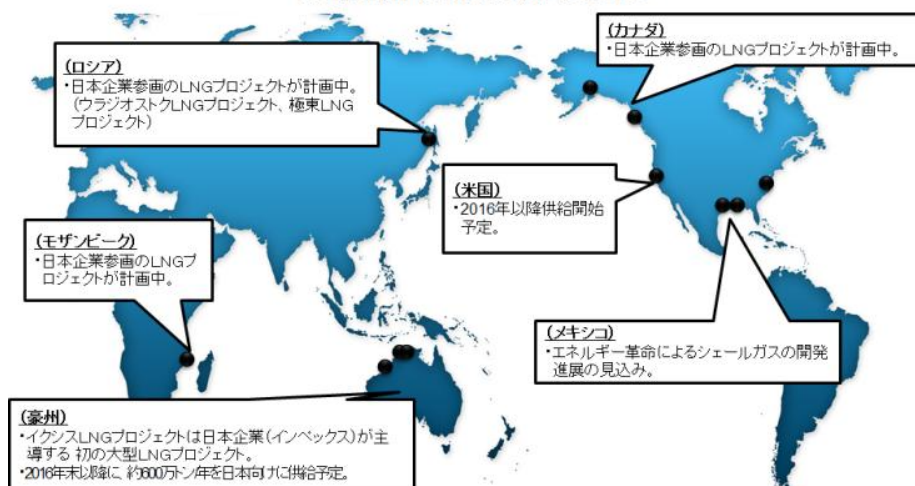 (カナダ)
・日本企業参画のLNGプロジェクトが計画中。
(ロシア)
・日本企業参画のLNGプロジェクトが計画中。
(ウラジオストクLNGプロジェクト、極東LNG
プロジェクト)
(米国)
・2016年以降供給開始
予定。
(モザンビーク)
・日本企業参画のLNGプ
ロジェクトが計画中。
(メキシコ)
・エネルギー革命によるシェールガスの開発
進展の見込み。
(豪州)
・イクシスLNGプロジェクトは日本企業(インペックス)が主
導する 初の大型LNGプロジェクト。
・2016年末以降に、約600万トン/年を日本向けに供給予定。